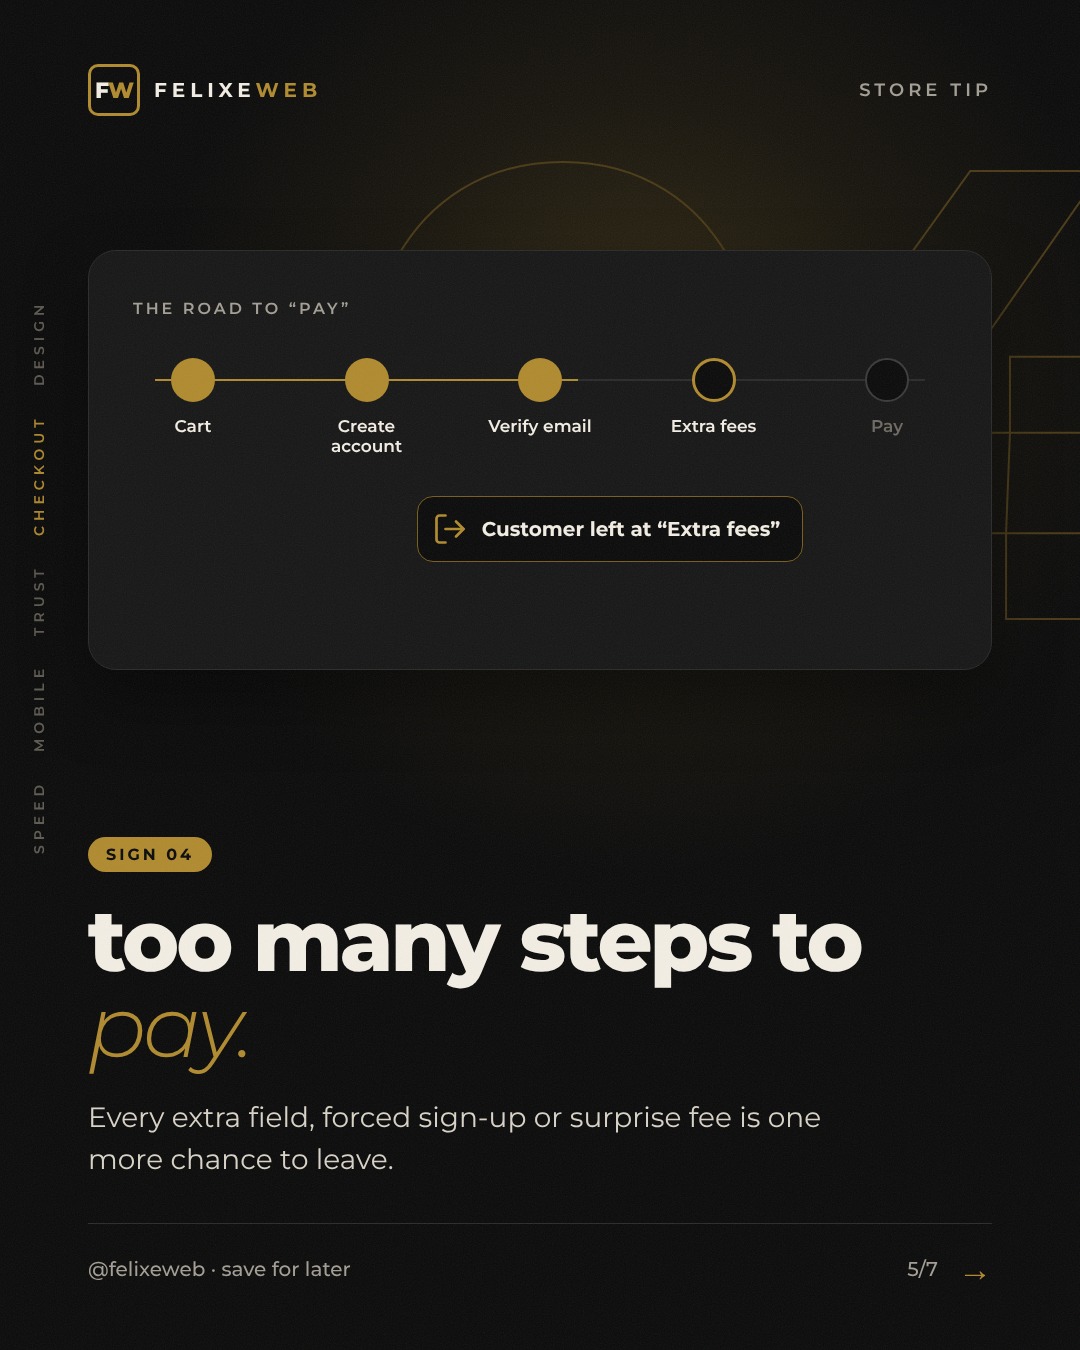 FW FELIXEWEB
STORE TIP
DESIGN
CHECKOUT
TRUST
MOBILE
SPEED
THE ROAD TO “PAY”
Cart
Create
account
Verify email
Extra fees
Pay
Customer left at “Extra fees”
SIGN 04
too many steps to
pay.
Every extra field, forced sign-up or surprise fee is one
more chance to leave.
@felixeweb · save for later
5/7 →